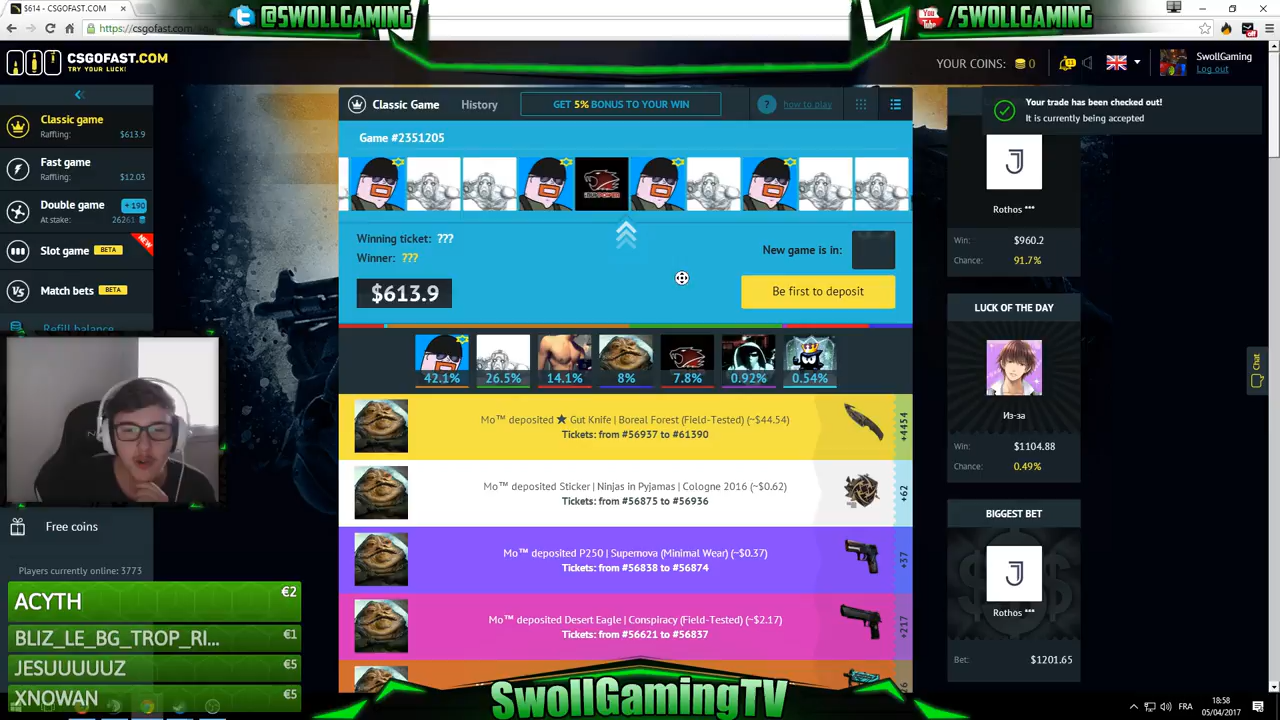 $614 - CSGOFAST.COM
https://csgofast.c
@SWOLLGAMING
You Tube /SWOLLGAMING
CSGOFAST.COM
TRY YOUR LUCK!
YOUR COINS: 0
SwollGaming
Log out
Classic game
Raffling: $613.9
Fast game
Raffling: $12.03
Double game + 190
At stake: 26261
Slot game BETA
NEW
Match bets BETA
Refill balance
Free coins
Players currently online: 3773
ACYTH €2
BLIZ_LE_BG_TROP_RI... €1
JESUUUUUZ €5
XNOWAN €5
Classic Game
History
GET 5% BONUS TO YOUR WIN
? how to play
Game #2351205
Winning ticket: ???
Winner: ???
$613.9
New game is in:
Be first to deposit
42.1% 26.5% 14.1% 8% 7.8% 0.92% 0.54%
Mo™ deposited ★ Gut Knife | Boreal Forest (Field-Tested) (~$44.54)
Tickets: from #56937 to #61390
+4454
Mo™ deposited Sticker | Ninjas in Pyjamas | Cologne 2016 (~$0.62)
Tickets: from #56875 to #56936
+62
Mo™ deposited P250 | Supernova (Minimal Wear) (~$0.37)
Tickets: from #56838 to #56874
+37
Mo™ deposited Desert Eagle | Conspiracy (Field-Tested) (~$2.17)
Tickets: from #56621 to #56837
+217
SwollGamingTV
Your trade has been checked out!
It is currently being accepted
J
Rothos ***
Win: $960.2
Chance: 91.7%
LUCK OF THE DAY
Из-за
Win: $1104.88
Chance: 0.49%
BIGGEST BET
J
Rothos ***
Bet: $1201.65
Chat
off
FRA
18:58
05/04/2017